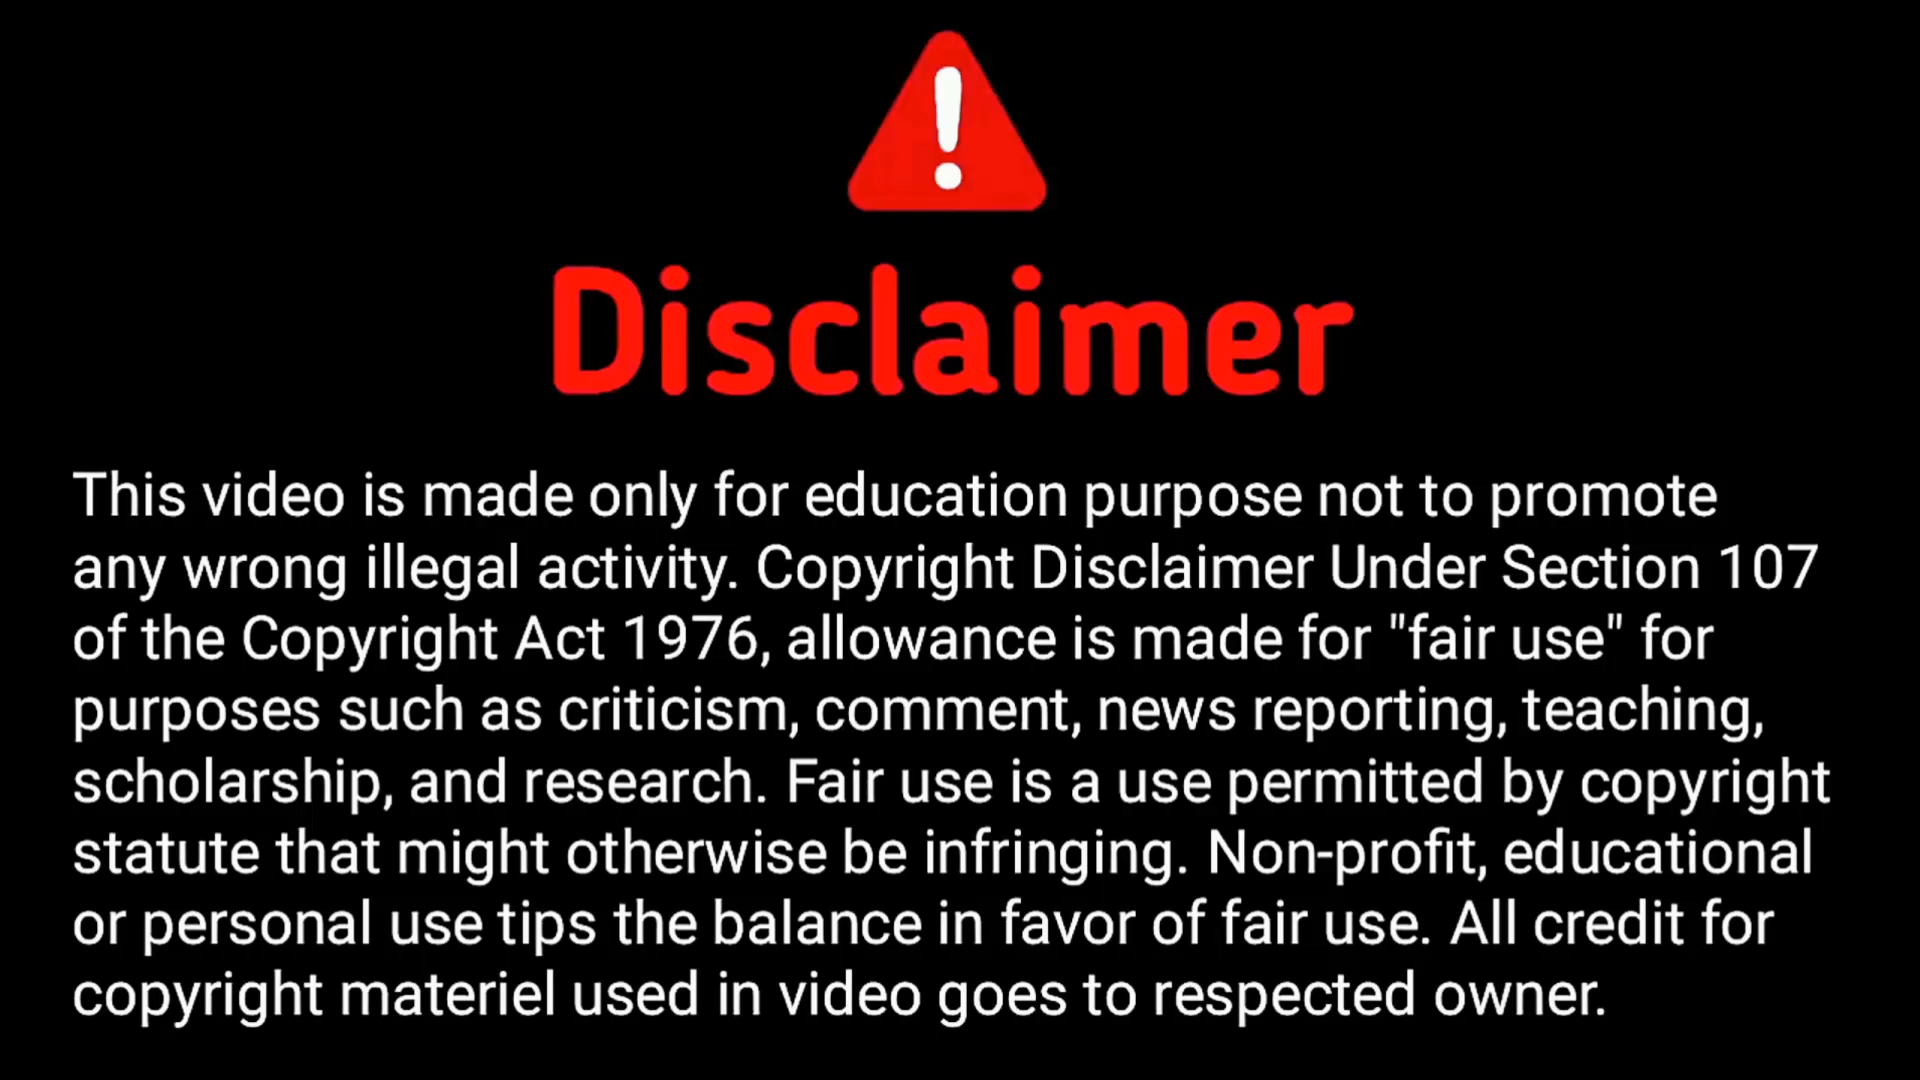 Disclaimer
This video is made only for education purpose not to promote
any wrong illegal activity. Copyright Disclaimer Under Section 107
of the Copyright Act 1976, allowance is made for "fair use" for
purposes such as criticism, comment, news reporting, teaching,
scholarship, and research. Fair use is a use permitted by copyright
statute that might otherwise be infringing. Non-profit, educational
or personal use tips the balance in favor of fair use. All credit for
copyright materiel used in video goes to respected owner.